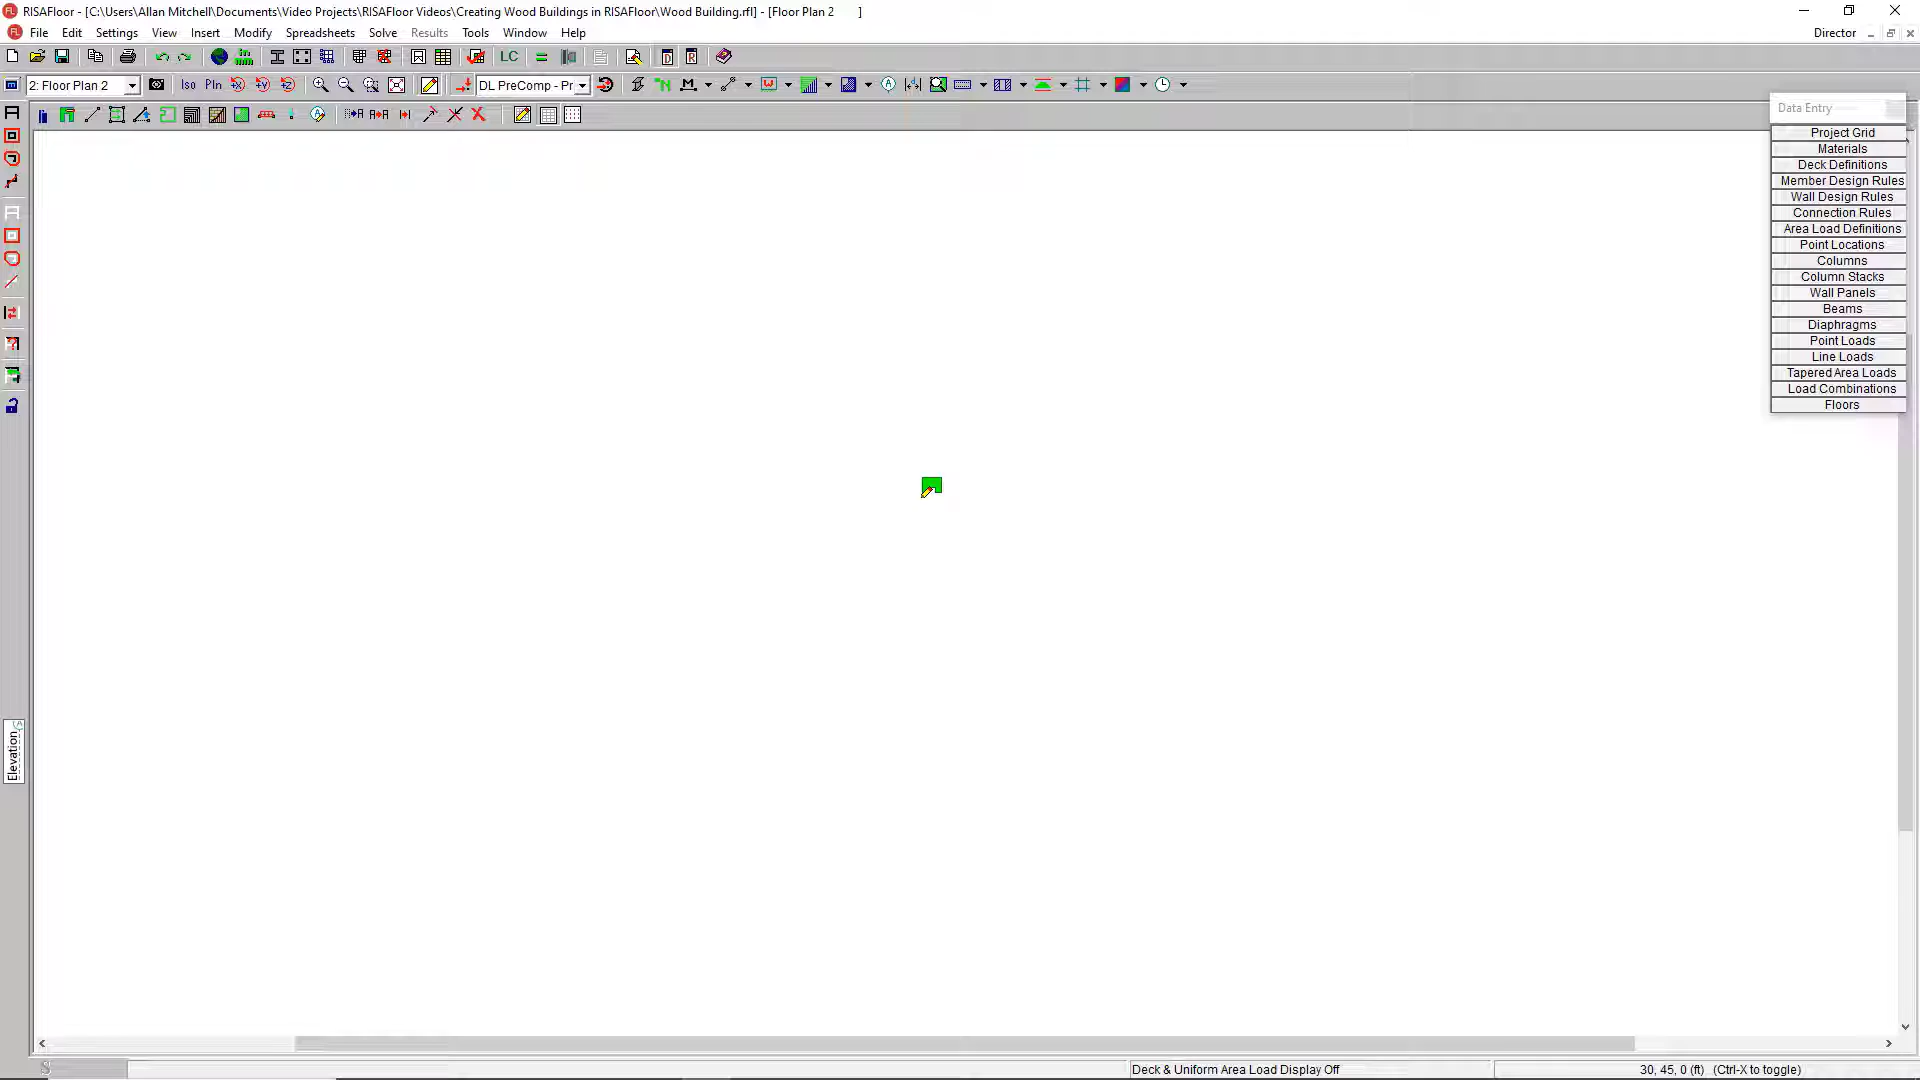 RISAFloor - [C:\Users\Allan Mitchell\Documents\Video Projects\RISAFloor Videos\Creating Wood Buildings in RISAFloor\Wood Building.rfl] - [Floor Plan 2 ]
File Edit Settings View Insert Modify Spreadsheets Solve Results Tools Window Help
Director
LC
D R
2: Floor Plan 2
Iso Pln
DL PreComp - Pr
Data Entry
Project Grid
Materials
Deck Definitions
Member Design Rules
Wall Design Rules
Connection Rules
Area Load Definitions
Point Locations
Columns
Column Stacks
Wall Panels
Beams
Diaphragms
Point Loads
Line Loads
Tapered Area Loads
Load Combinations
Floors
Elevation
S
Deck & Uniform Area Load Display Off
30, 45, 0 (ft) (Ctrl-X to toggle)